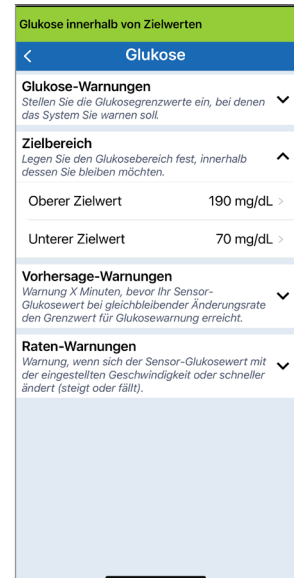 Glukose innerhalb von Zielwerten
Glukose
Glukose-Warnungen
Stellen Sie die Glukosegrenzwerte ein, bei denen
das System Sie warnen soll.
Zielbereich
Legen Sie den Glukosebereich fest, innerhalb
dessen Sie bleiben möchten.
Oberer Zielwert 190 mg/dL
Unterer Zielwert 70 mg/dL
Vorhersage-Warnungen
Warnung X Minuten, bevor Ihr Sensor-
Glukosewert bei gleichbleibender Änderungsrate
den Grenzwert für Glukosewarnung erreicht.
Raten-Warnungen
Warnung, wenn sich der Sensor-Glukosewert mit
der eingestellten Geschwindigkeit oder schneller
ändert (steigt oder fällt).